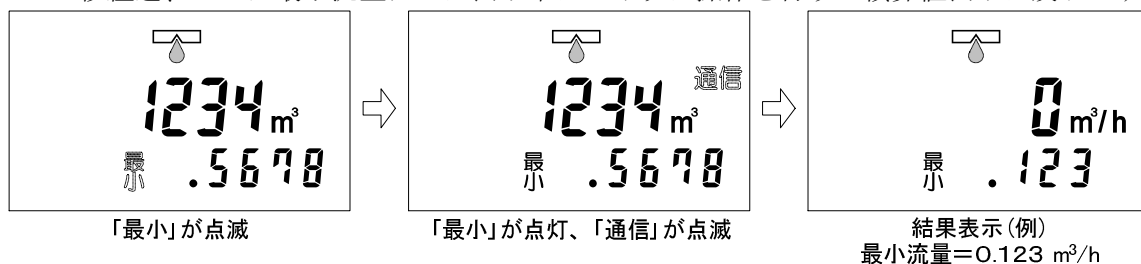 1234 m³
最小 .5678
「最小」が点滅
通信
1234 m³
最小 .5678
「最小」が点灯、「通信」が点滅
0 m³/h
最小 .123
結果表示(例)
最小流量=0.123 m³/h